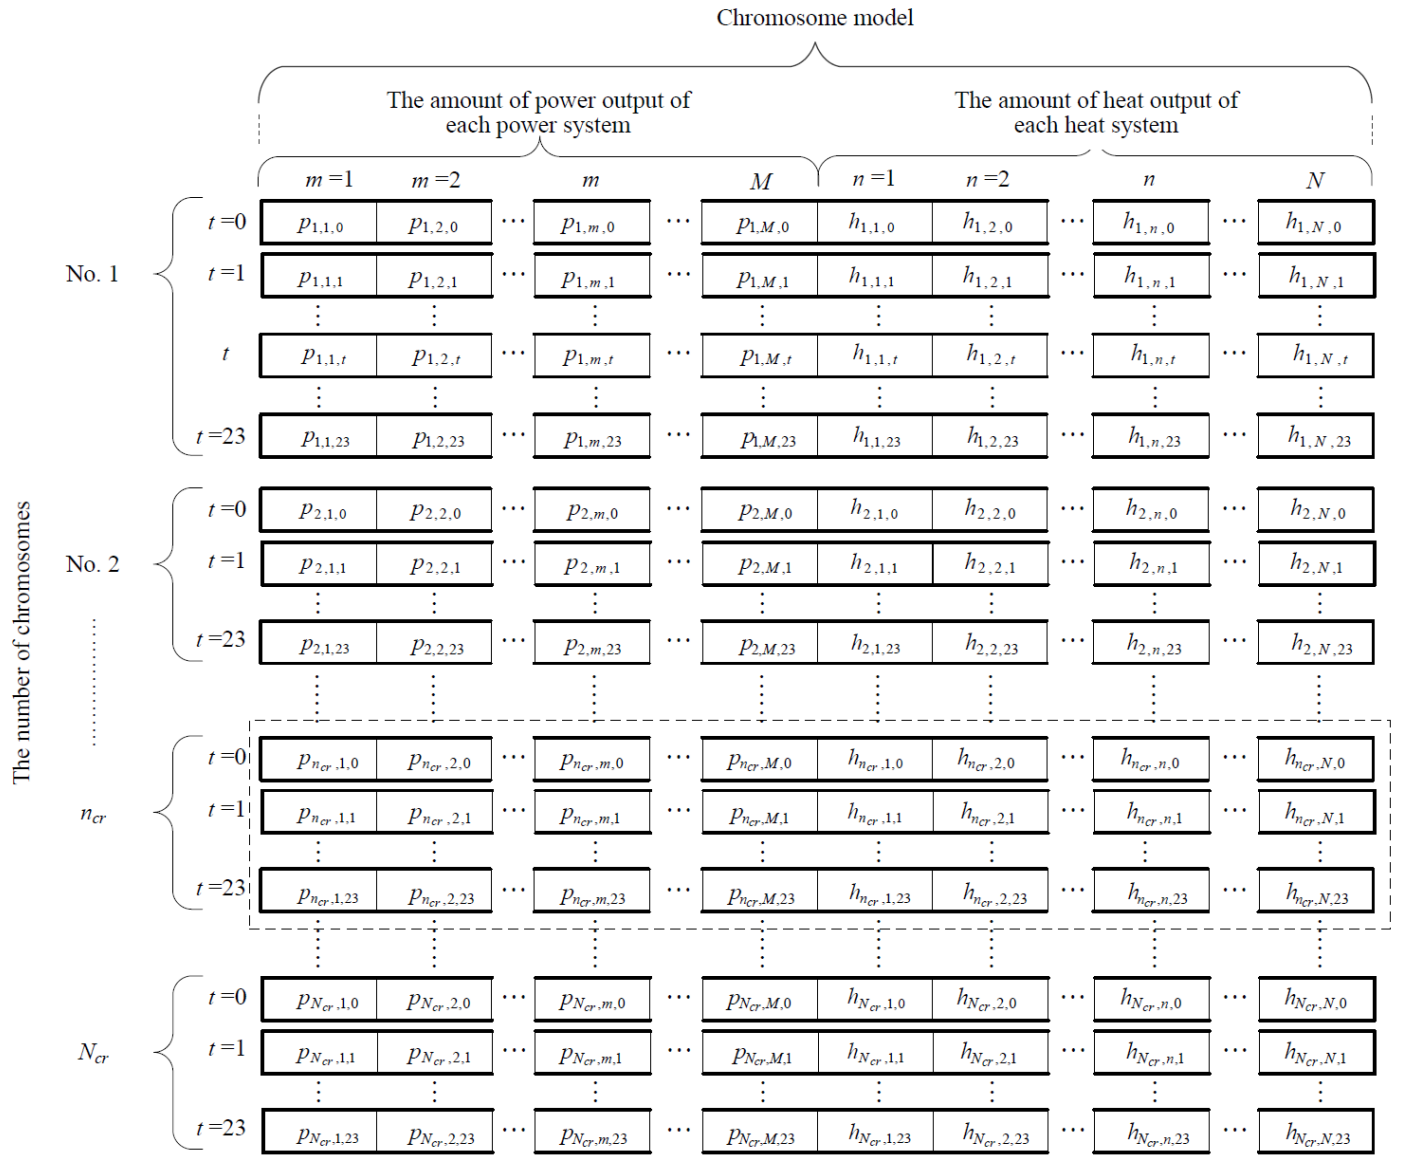 Chromosome model
The amount of power output of
each power system
The amount of heat output of
each heat system
m =1 m =2 m M n =1 n =2 n N
The number of chromosomes
No. 1
t =0 p1,1,0 p1,2,0 ··· p1,m,0 ··· p1,M,0 h1,1,0 h1,2,0 ··· h1,n,0 ··· h1,N,0
t =1 p1,1,1 p1,2,1 ··· p1,m,1 ··· p1,M,1 h1,1,1 h1,2,1 ··· h1,n,1 ··· h1,N,1
t p1,1,t p1,2,t ··· p1,m,t ··· p1,M,t h1,1,t h1,2,t ··· h1,n,t ··· h1,N,t
t =23 p1,1,23 p1,2,23 ··· p1,m,23 ··· p1,M,23 h1,1,23 h1,2,23 ··· h1,n,23 ··· h1,N,23
No. 2
t =0 p2,1,0 p2,2,0 ··· p2,m,0 ··· p2,M,0 h2,1,0 h2,2,0 ··· h2,n,0 ··· h2,N,0
t =1 p2,1,1 p2,2,1 ··· p2,m,1 ··· p2,M,1 h2,1,1 h2,2,1 ··· h2,n,1 ··· h2,N,1
t =23 p2,1,23 p2,2,23 ··· p2,m,23 ··· p2,M,23 h2,1,23 h2,2,23 ··· h2,n,23 ··· h2,N,23
ncr
t =0 pncr,1,0 pncr,2,0 ··· pncr,m,0 ··· pncr,M,0 hncr,1,0 hncr,2,0 ··· hncr,n,0 ··· hncr,N,0
t =1 pncr,1,1 pncr,2,1 ··· pncr,m,1 ··· pncr,M,1 hncr,1,1 hncr,2,1 ··· hncr,n,1 ··· hncr,N,1
t =23 pncr,1,23 pncr,2,23 ··· pncr,m,23 ··· pncr,M,23 hncr,1,23 hncr,2,23 ··· hncr,n,23 ··· hncr,N,23
Ncr
t =0 pNcr,1,0 pNcr,2,0 ··· pNcr,m,0 ··· pNcr,M,0 hNcr,1,0 hNcr,2,0 ··· hNcr,n,0 ··· hNcr,N,0
t =1 pNcr,1,1 pNcr,2,1 ··· pNcr,m,1 ··· pNcr,M,1 hNcr,1,1 hNcr,2,1 ··· hNcr,n,1 ··· hNcr,N,1
t =23 pNcr,1,23 pNcr,2,23 ··· pNcr,m,23 ··· pNcr,M,23 hNcr,1,23 hNcr,2,23 ··· hNcr,n,23 ··· hNcr,N,23